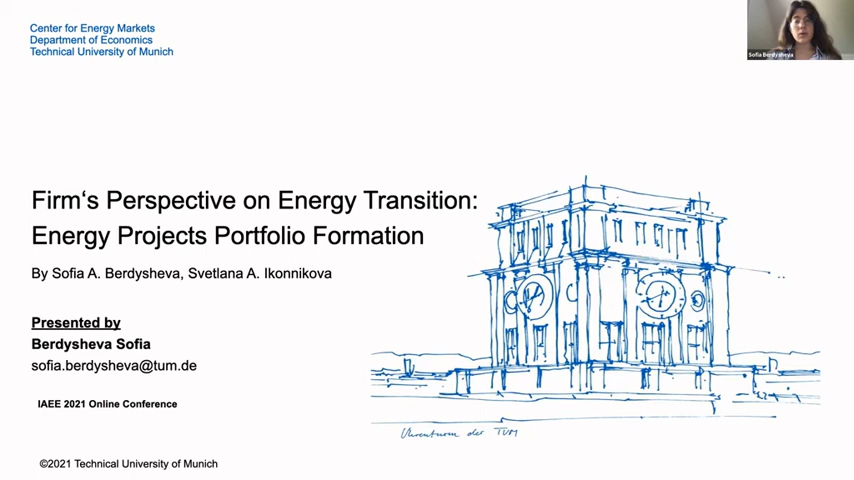 Center for Energy Markets
Department of Economics
Technical University of Munich
Sofia Berdysheva
Firm‘s Perspective on Energy Transition:
Energy Projects Portfolio Formation
By Sofia A. Berdysheva, Svetlana A. Ikonnikova
Presented by
Berdysheva Sofia
sofia.berdysheva@tum.de
IAEE 2021 Online Conference
Uhrenturm der TUM
©2021 Technical University of Munich